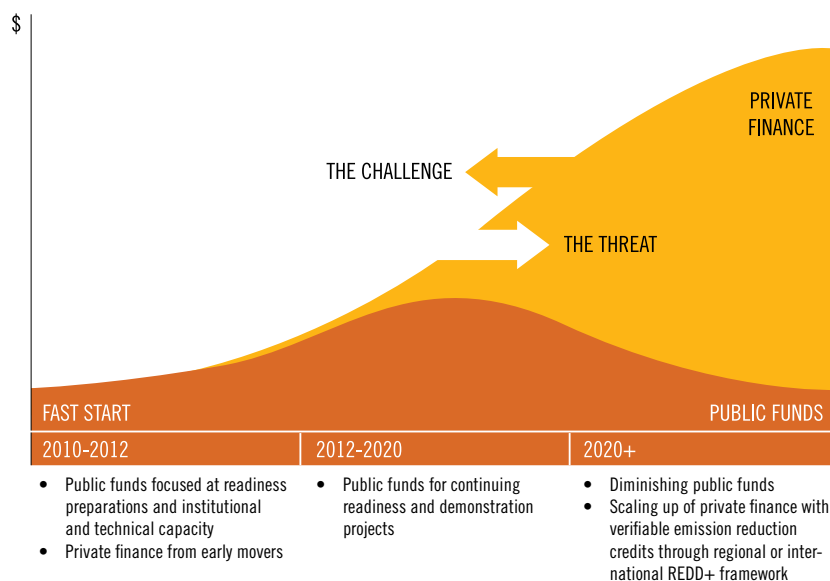 $
PRIVATE
FINANCE
THE CHALLENGE
THE THREAT
FAST START
PUBLIC FUNDS
2010-2012
2012-2020
2020+
• Public funds focused at readiness
preparations and institutional
and technical capacity
• Private finance from early movers
• Public funds for continuing
readiness and demonstration
projects
• Diminishing public funds
• Scaling up of private finance with
verifiable emission reduction
credits through regional or inter-
national REDD+ framework